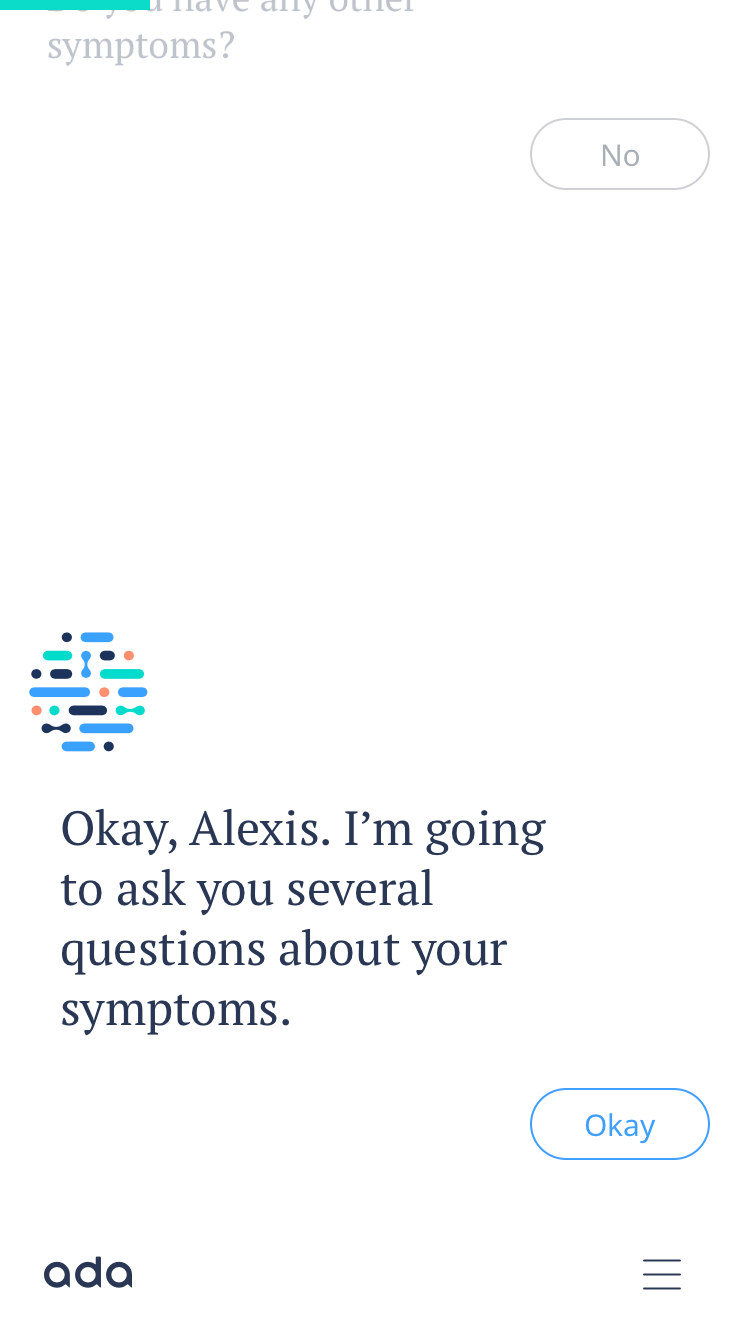 Do you have any other
symptoms?
No
Okay, Alexis. I’m going
to ask you several
questions about your
symptoms.
Okay
ada